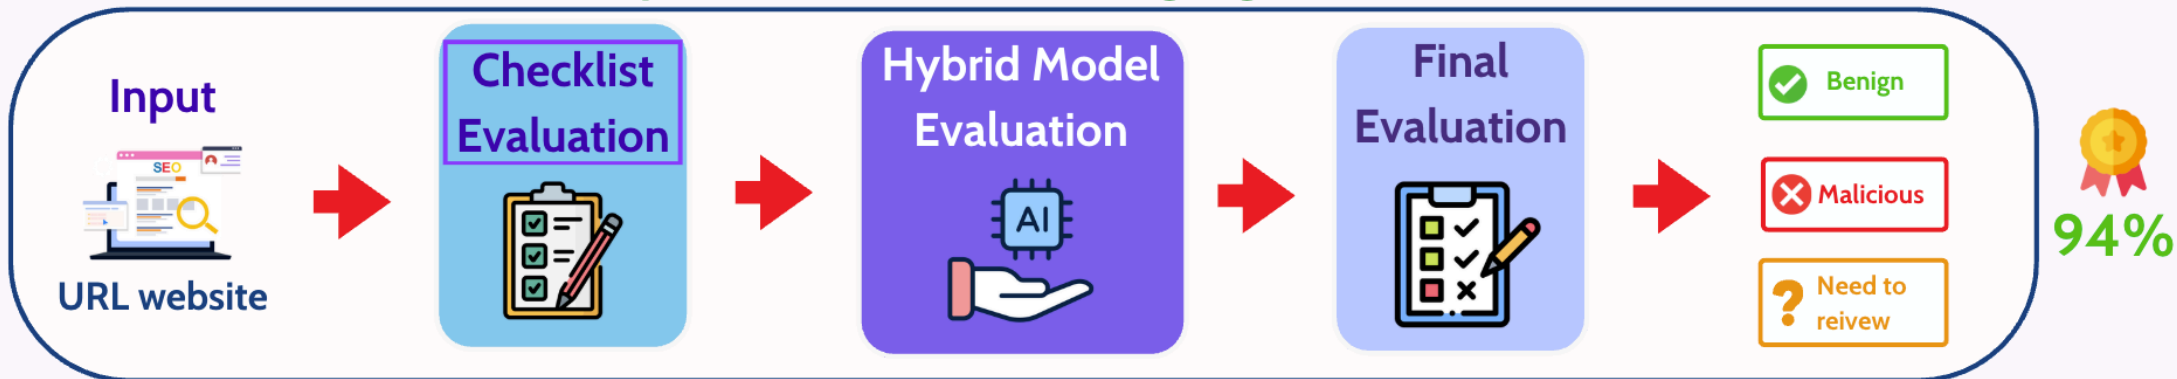 Input
SEO
URL website
Checklist
Evaluation
Hybrid Model
Evaluation
AI
Final
Evaluation
Benign
Malicious
Need to
reivew
94%